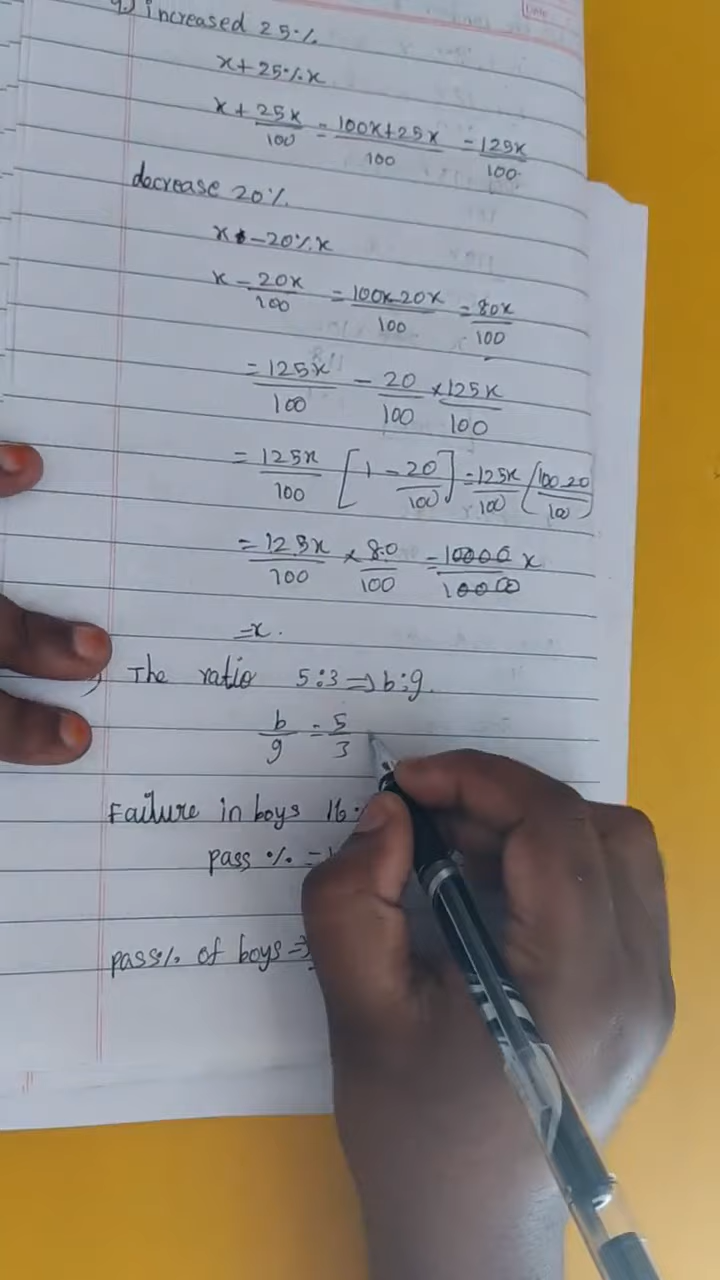 9) increased 25%
x+25%x
x + 25x/100 = 100x+25x/100 = 125x/100
decrease 20%
x - 20%x
x - 20x/100 = 100x-20x/100 = 80x/100
= 125x/100 - 20/100 × 125x/100
= 125x/100 [1 - 20/100] = 125x/100 (100-20/100)
= 125x/100 × 80/100 = 10000x/10000
= x.
) The ratio 5:3 => b:g.
b/g = 5/3
Failure in boys 16%
pass % =
pass% of boys =>